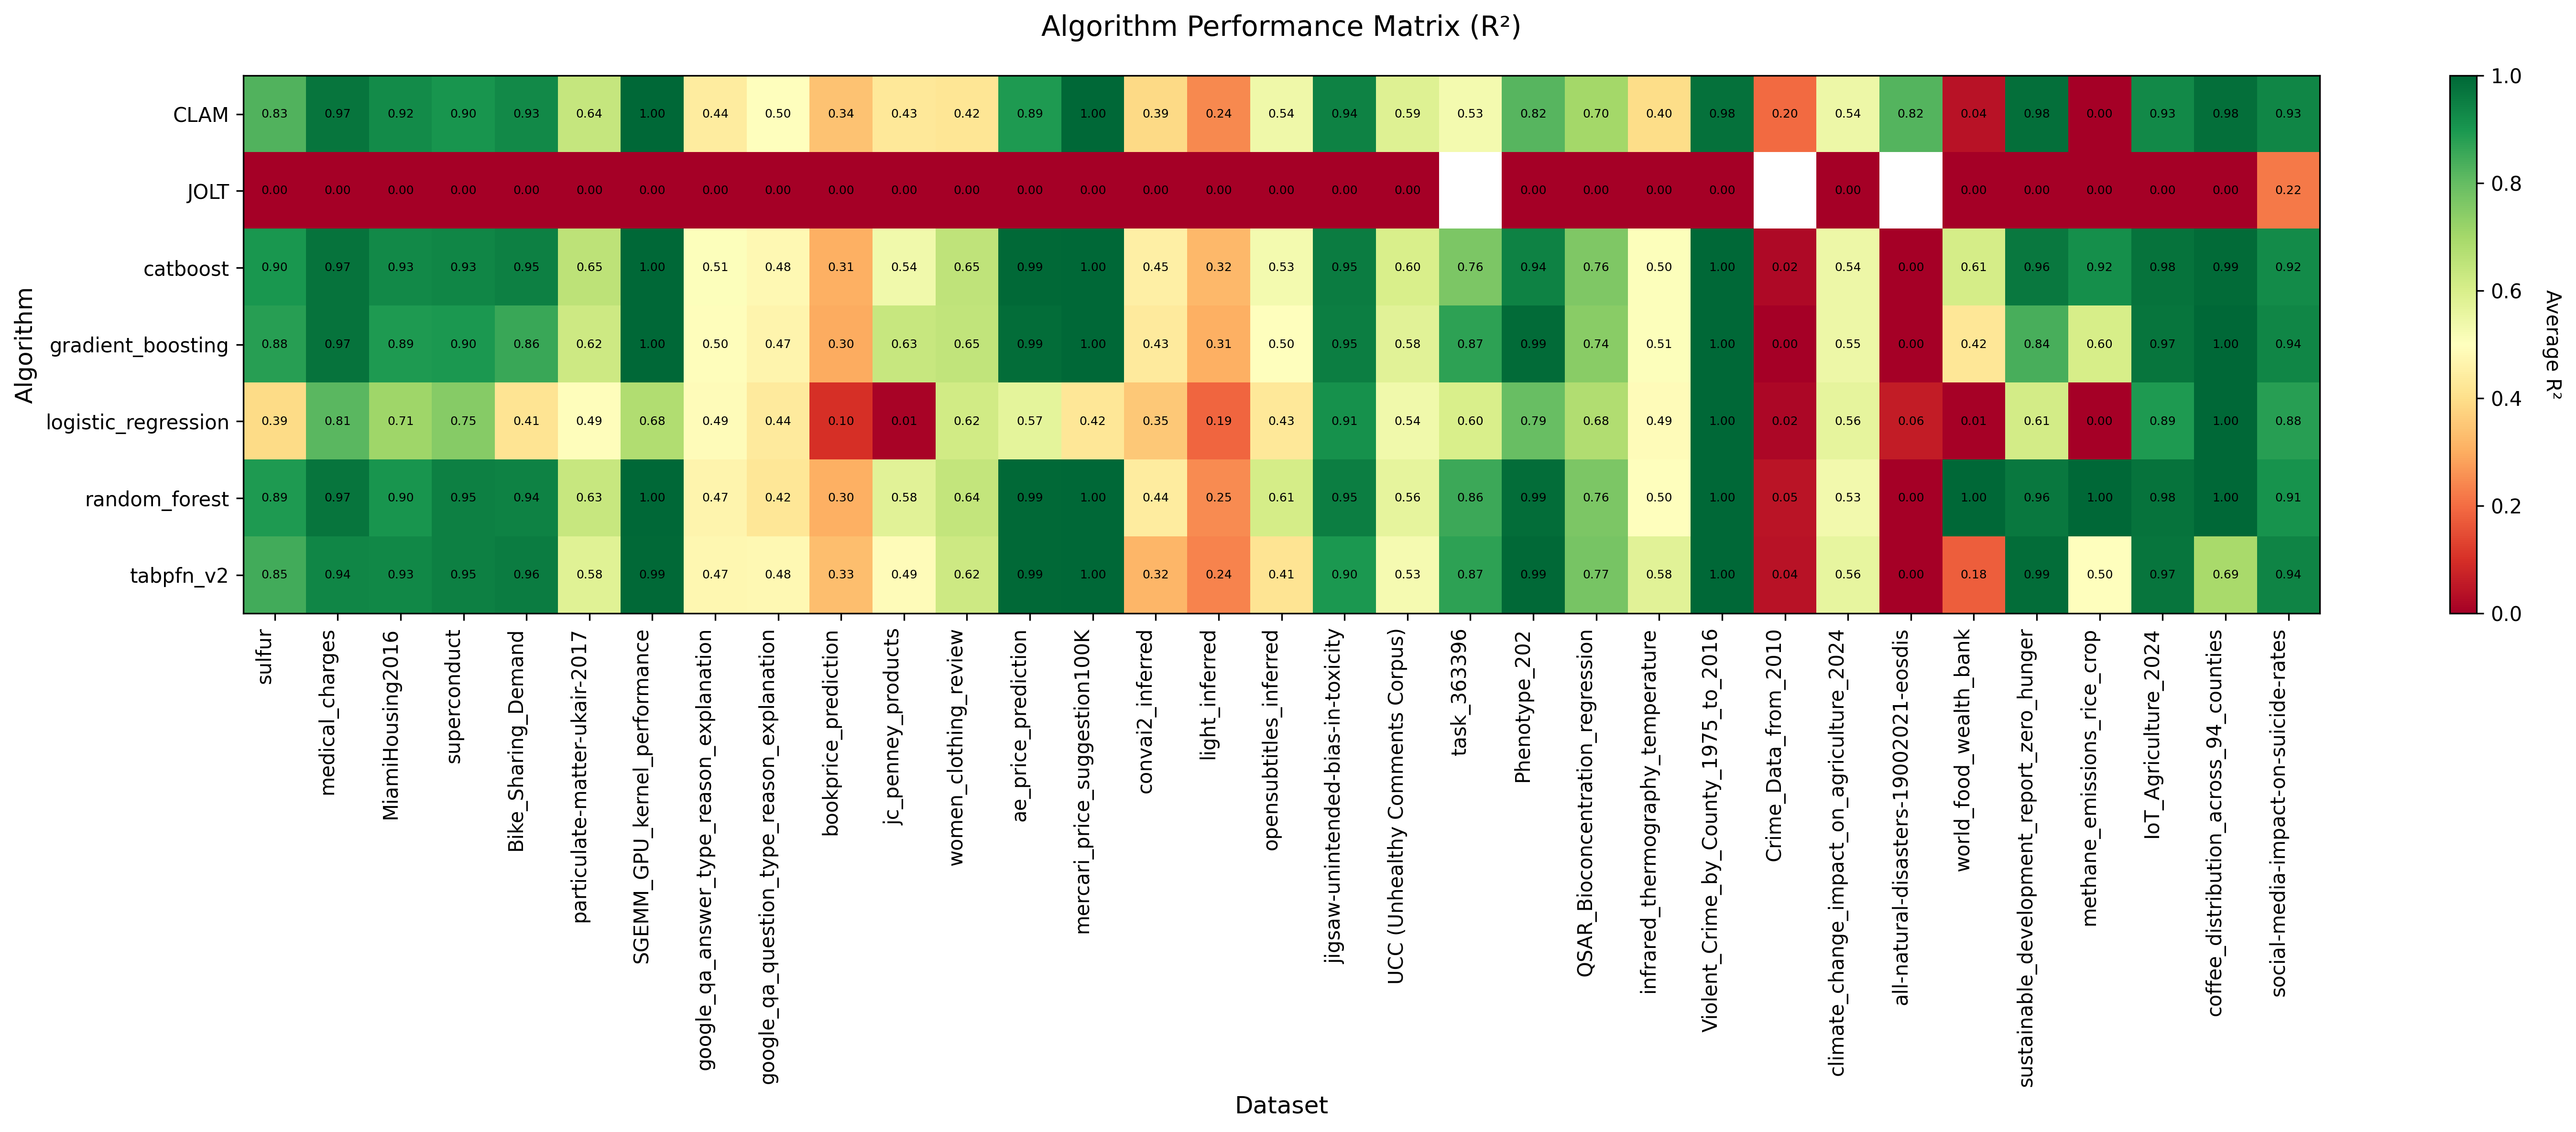 Algorithm Performance Matrix (R²)
Algorithm
CLAM 0.83 0.97 0.92 0.90 0.93 0.64 1.00 0.44 0.50 0.34 0.43 0.42 0.89 1.00 0.39 0.24 0.54 0.94 0.59 0.53 0.82 0.70 0.40 0.98 0.20 0.54 0.82 0.04 0.98 0.00 0.93 0.98 0.93
JOLT 0.00 0.00 0.00 0.00 0.00 0.00 0.00 0.00 0.00 0.00 0.00 0.00 0.00 0.00 0.00 0.00 0.00 0.00 0.00 0.00 0.00 0.00 0.00 0.00 0.00 0.00 0.00 0.00 0.00 0.22
catboost 0.90 0.97 0.93 0.93 0.95 0.65 1.00 0.51 0.48 0.31 0.54 0.65 0.99 1.00 0.45 0.32 0.53 0.95 0.60 0.76 0.94 0.76 0.50 1.00 0.02 0.54 0.00 0.61 0.96 0.92 0.98 0.99 0.92
gradient_boosting 0.88 0.97 0.89 0.90 0.86 0.62 1.00 0.50 0.47 0.30 0.63 0.65 0.99 1.00 0.43 0.31 0.50 0.95 0.58 0.87 0.99 0.74 0.51 1.00 0.00 0.55 0.00 0.42 0.84 0.60 0.97 1.00 0.94
logistic_regression 0.39 0.81 0.71 0.75 0.41 0.49 0.68 0.49 0.44 0.10 0.01 0.62 0.57 0.42 0.35 0.19 0.43 0.91 0.54 0.60 0.79 0.68 0.49 1.00 0.02 0.56 0.06 0.01 0.61 0.00 0.89 1.00 0.88
random_forest 0.89 0.97 0.90 0.95 0.94 0.63 1.00 0.47 0.42 0.30 0.58 0.64 0.99 1.00 0.44 0.25 0.61 0.95 0.56 0.86 0.99 0.76 0.50 1.00 0.05 0.53 0.00 1.00 0.96 1.00 0.98 1.00 0.91
tabpfn_v2 0.85 0.94 0.93 0.95 0.96 0.58 0.99 0.47 0.48 0.33 0.49 0.62 0.99 1.00 0.32 0.24 0.41 0.90 0.53 0.87 0.99 0.77 0.58 1.00 0.04 0.56 0.00 0.18 0.99 0.50 0.97 0.69 0.94
sulfur
medical_charges
MiamiHousing2016
superconduct
Bike_Sharing_Demand
particulate-matter-ukair-2017
SGEMM_GPU_kernel_performance
google_qa_answer_type_reason_explanation
google_qa_question_type_reason_explanation
bookprice_prediction
jc_penney_products
women_clothing_review
ae_price_prediction
mercari_price_suggestion100K
convai2_inferred
light_inferred
opensubtitles_inferred
jigsaw-unintended-bias-in-toxicity
UCC (Unhealthy Comments Corpus)
task_363396
Phenotype_202
QSAR_Bioconcentration_regression
infrared_thermography_temperature
Violent_Crime_by_County_1975_to_2016
Crime_Data_from_2010
climate_change_impact_on_agriculture_2024
all-natural-disasters-19002021-eosdis
world_food_wealth_bank
sustainable_development_report_zero_hunger
methane_emissions_rice_crop
IoT_Agriculture_2024
coffee_distribution_across_94_counties
social-media-impact-on-suicide-rates
Dataset
1.0
0.8
0.6
0.4
0.2
0.0
Average R²